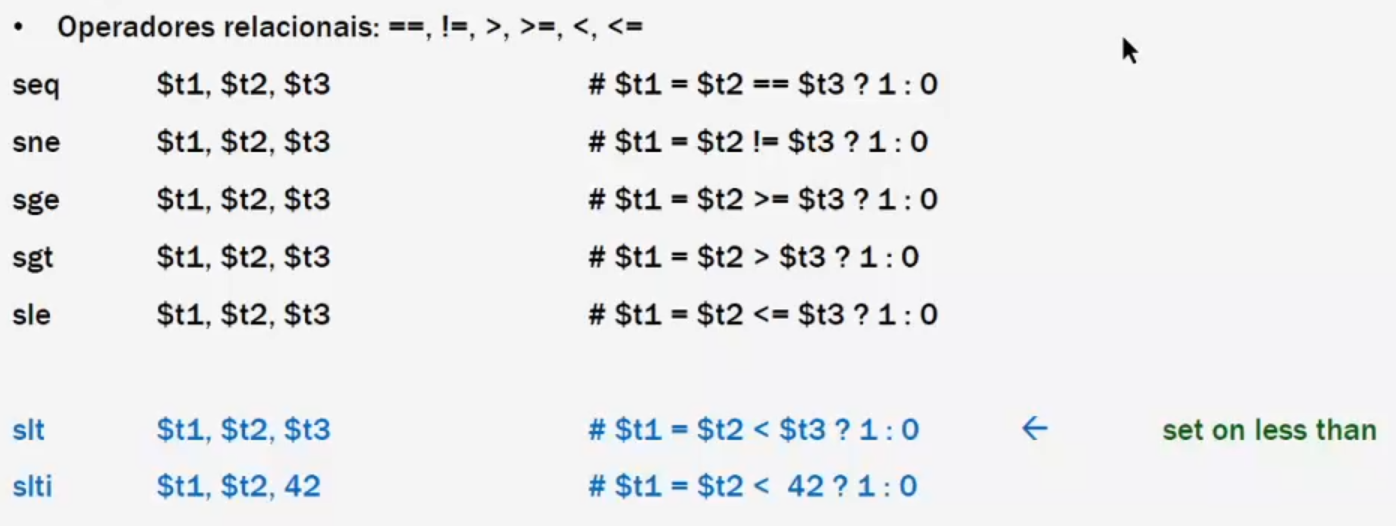 • Operadores relacionais: ==, !=, >, >=, <, <=
seq $t1, $t2, $t3 # $t1 = $t2 == $t3 ? 1 : 0
sne $t1, $t2, $t3 # $t1 = $t2 != $t3 ? 1 : 0
sge $t1, $t2, $t3 # $t1 = $t2 >= $t3 ? 1 : 0
sgt $t1, $t2, $t3 # $t1 = $t2 > $t3 ? 1 : 0
sle $t1, $t2, $t3 # $t1 = $t2 <= $t3 ? 1 : 0
slt $t1, $t2, $t3 # $t1 = $t2 < $t3 ? 1 : 0 ← set on less than
slti $t1, $t2, 42 # $t1 = $t2 < 42 ? 1 : 0